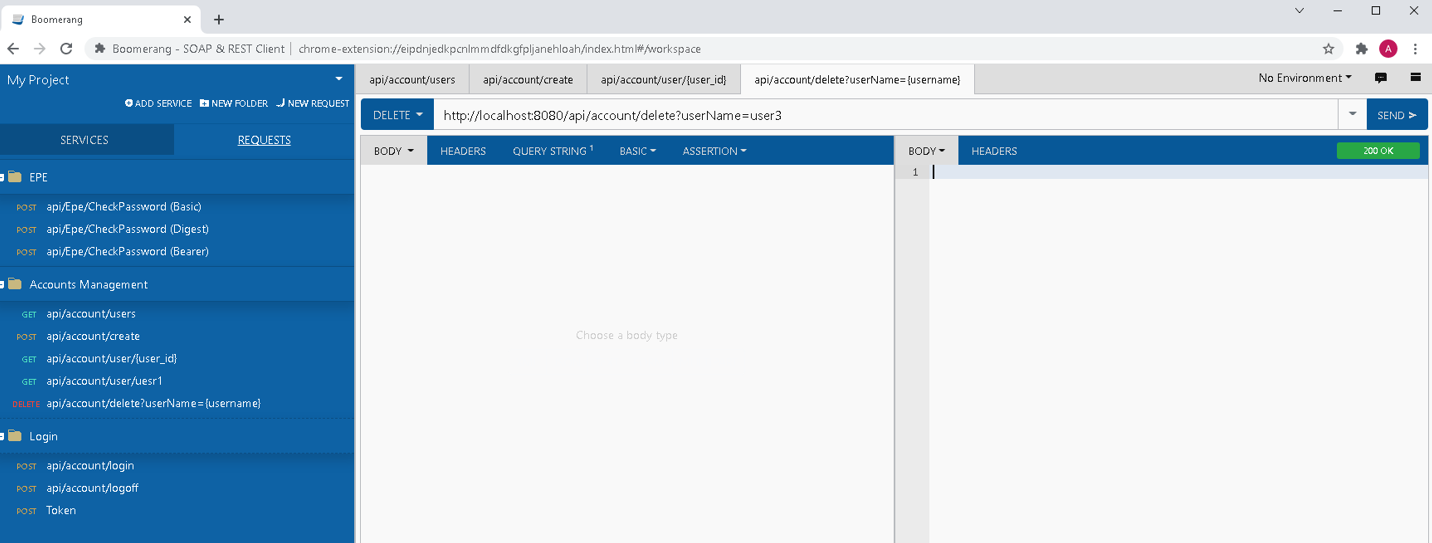 Boomerang
Boomerang - SOAP & REST Client | chrome-extension://eipdnjedkpcnlmmdfdkgfpljanehloah/index.html#/workspace
A
My Project
ADD SERVICE NEW FOLDER NEW REQUEST
SERVICES REQUESTS
EPE
POST api/Epe/CheckPassword (Basic)
POST api/Epe/CheckPassword (Digest)
POST api/Epe/CheckPassword (Bearer)
Accounts Management
GET api/account/users
POST api/account/create
GET api/account/user/{user_id}
GET api/account/user/uesr1
DELETE api/account/delete?userName={username}
Login
POST api/account/login
POST api/account/logoff
POST Token
api/account/users api/account/create api/account/user/{user_id} api/account/delete?userName={username} No Environment
DELETE http://localhost:8080/api/account/delete?userName=user3 SEND
BODY HEADERS QUERY STRING 1 BASIC ASSERTION
Choose a body type
BODY HEADERS 200 OK
1